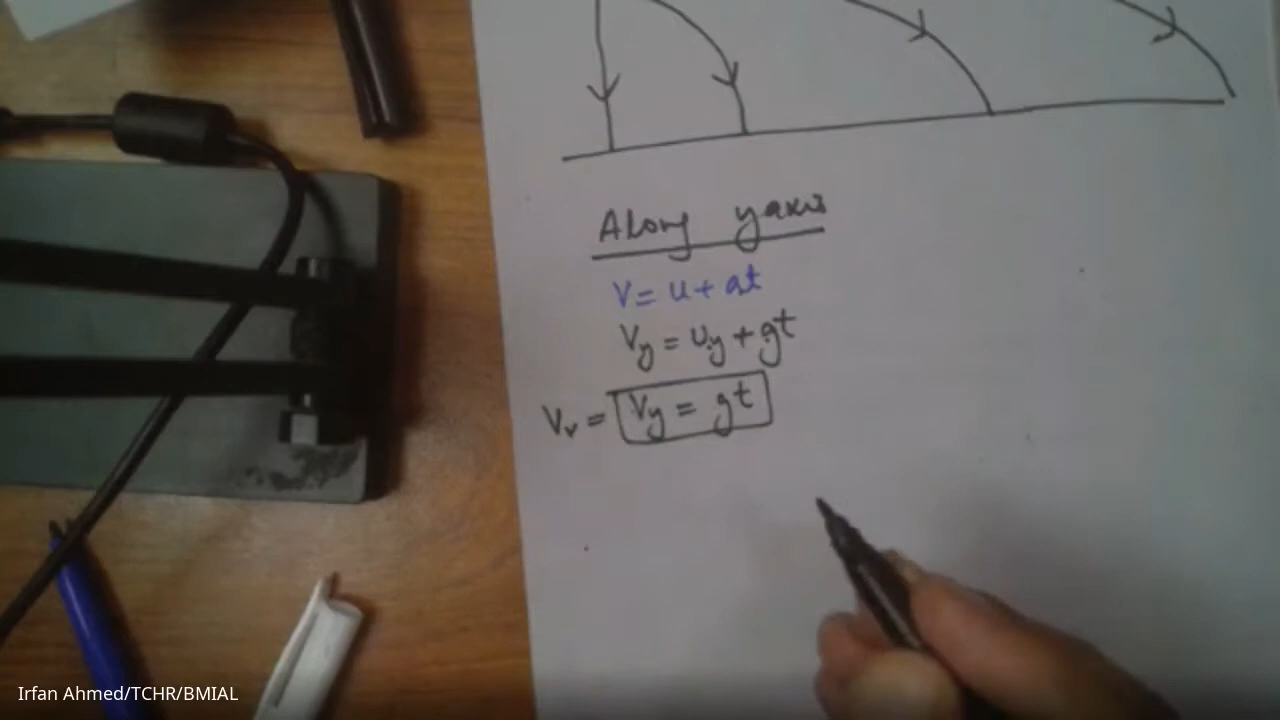 Along y axis
V = u + at
Vy = Uy + gt
Vv = Vy = gt
Irfan Ahmed/TCHR/BMIAL